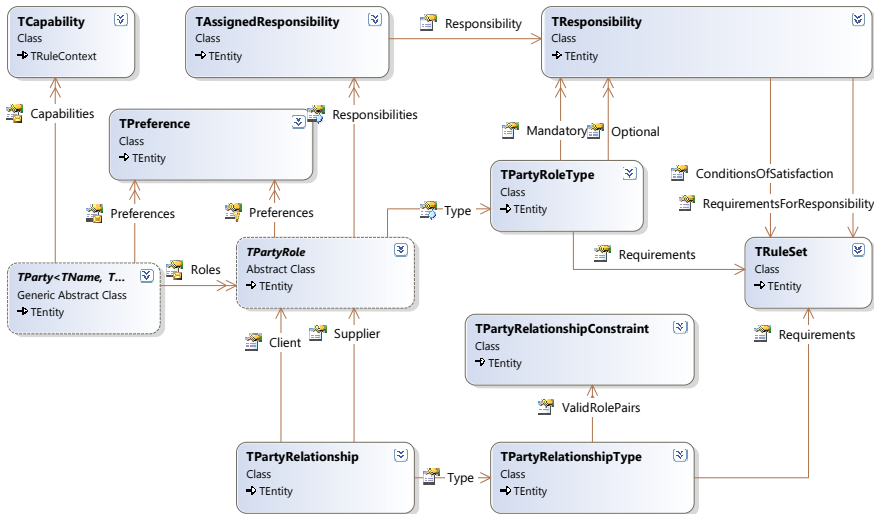 TCapability
Class
TRuleContext
TAssignedResponsibility
Class
TEntity
Responsibility
TResponsibility
Class
TEntity
Capabilities
TPreference
Class
TEntity
Responsibilities
Mandatory
Optional
TPartyRoleType
Class
TEntity
ConditionsOfSatisfaction
RequirementsForResponsibility
Preferences
Preferences
Type
TParty<TName, T...
Generic Abstract Class
TEntity
Roles
TPartyRole
Abstract Class
TEntity
Requirements
TRuleSet
Class
TEntity
Client
Supplier
TPartyRelationshipConstraint
Class
TEntity
Requirements
ValidRolePairs
TPartyRelationship
Class
TEntity
Type
TPartyRelationshipType
Class
TEntity